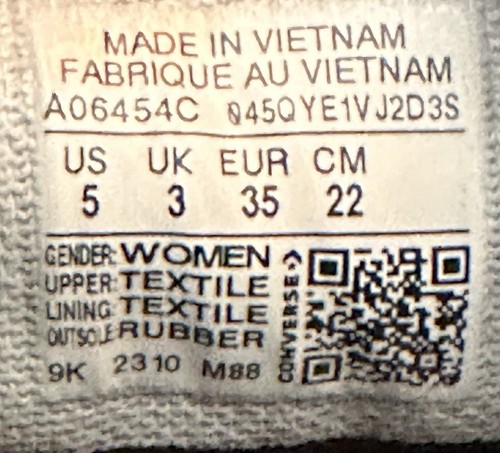 MADE IN VIETNAM
FABRIQUE AU VIETNAM
A06454C 045QYE1VJ2D3S
US UK EUR CM
5 3 35 22
GENDER: WOMEN
UPPER: TEXTILE
LINING: TEXTILE
OUTSOLE: RUBBER
9K 2310 M88
CONVERSE